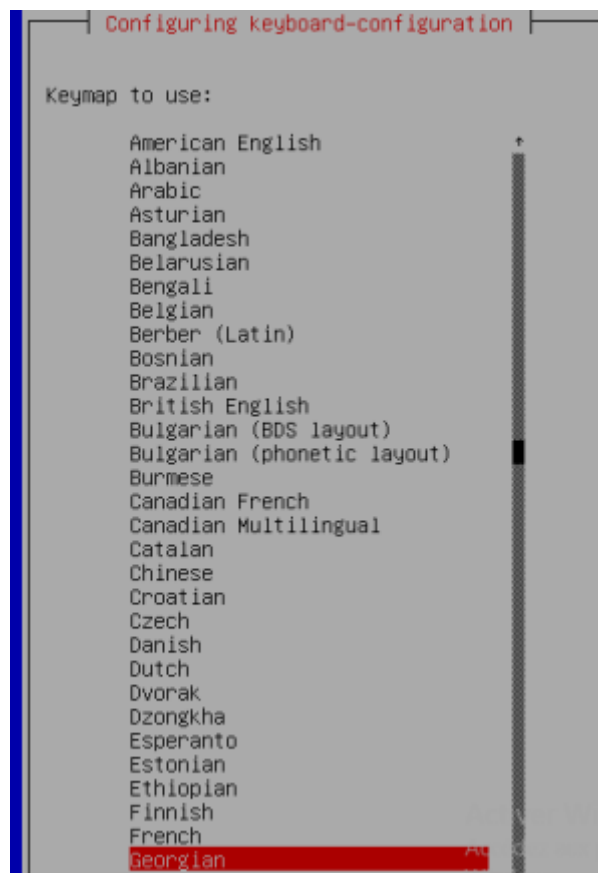 Configuring keyboard-configuration
Keymap to use:
American English
Albanian
Arabic
Asturian
Bangladesh
Belarusian
Bengali
Belgian
Berber (Latin)
Bosnian
Brazilian
British English
Bulgarian (BDS layout)
Bulgarian (phonetic layout)
Burmese
Canadian French
Canadian Multilingual
Catalan
Chinese
Croatian
Czech
Danish
Dutch
Dvorak
Dzongkha
Esperanto
Estonian
Ethiopian
Finnish
French
Georgian